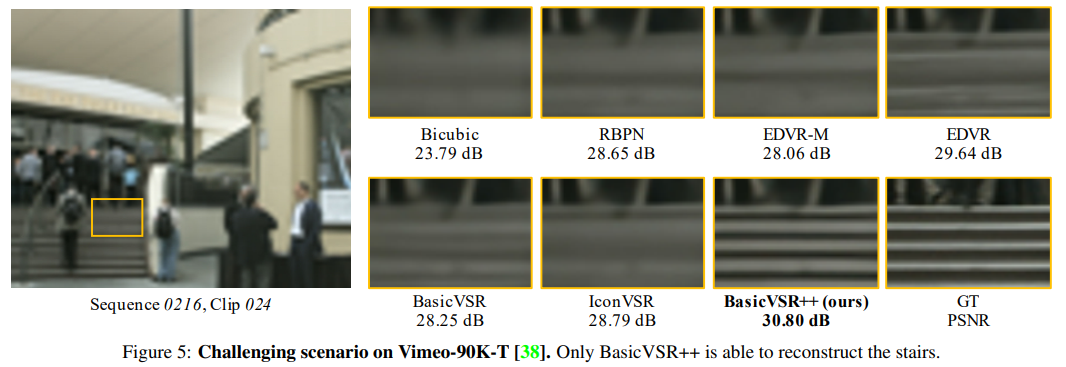 Bicubic
23.79 dB
RBPN
28.65 dB
EDVR-M
28.06 dB
EDVR
29.64 dB
BasicVSR
28.25 dB
IconVSR
28.79 dB
BasicVSR++ (ours)
30.80 dB
GT
PSNR
Sequence 0216, Clip 024
Figure 5: Challenging scenario on Vimeo-90K-T [38]. Only BasicVSR++ is able to reconstruct the stairs.